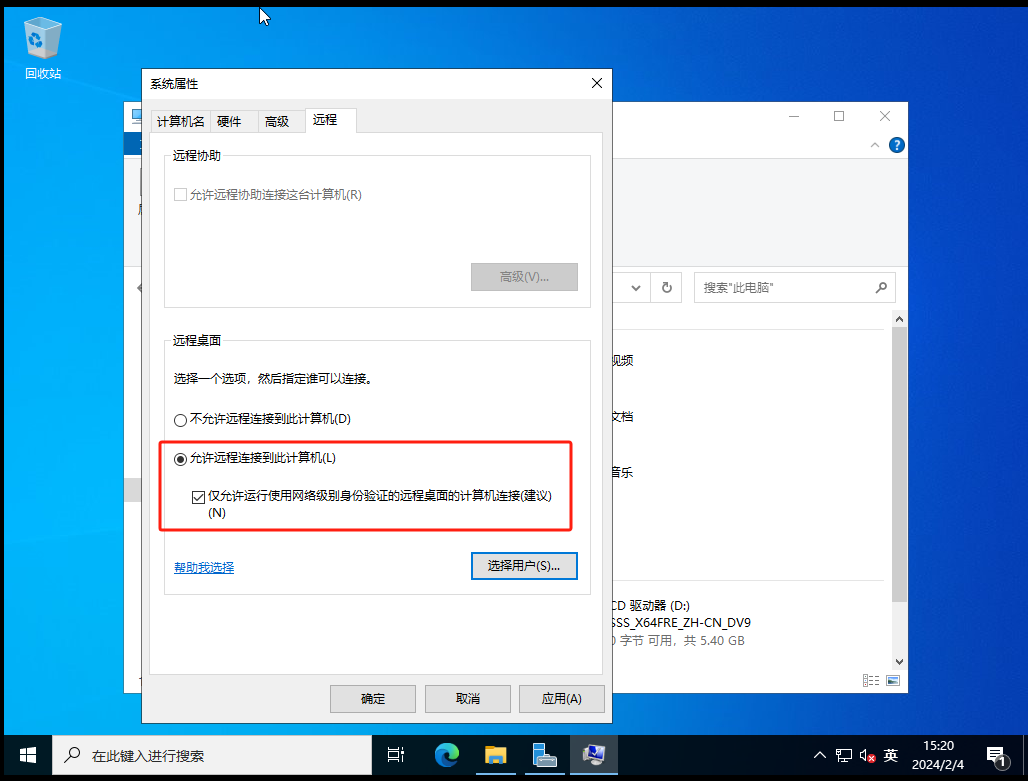 回收站
系统属性
计算机名
硬件
高级
远程
远程协助
允许远程协助连接这台计算机(R)
高级(V)...
搜索"此电脑"
远程桌面
选择一个选项，然后指定谁可以连接。
视频
不允许远程连接到此计算机(D)
文档
允许远程连接到此计算机(L)
音乐
仅允许运行使用网络级别身份验证的远程桌面的计算机连接(建议)
(N)
帮助我选择
选择用户(S)...
CD 驱动器 (D:)
SSS_X64FRE_ZH-CN_DV9
0 字节 可用，共 5.40 GB
确定
取消
应用(A)
在此键入进行搜索
英
15:20
2024/2/4
1